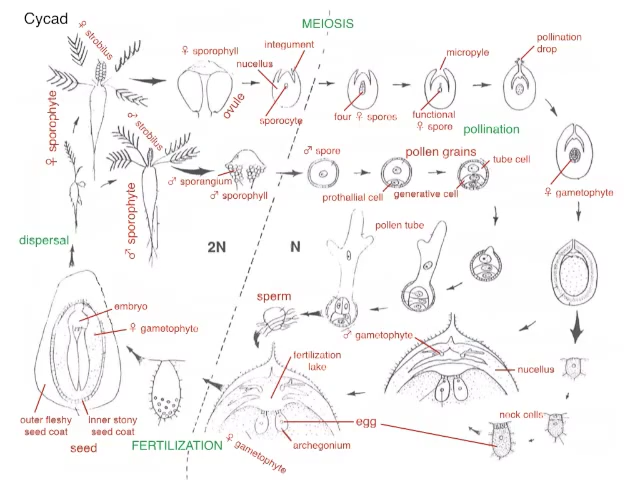 Cycad
MEIOSIS
♀ strobilus
♀ sporophyll
integument
nucellus
micropyle
pollination
drop
ovule
sporocyte
four ♀ spores
functional
♀ spore
♀ sporophyte
♂ strobilus
pollination
♂ spore
pollen grains
tube cell
♂ sporangium
♂ sporophyll
prothallial cell
generative cell
♀ gametophyte
♂ sporophyte
pollen tube
dispersal
2N
N
sperm
embryo
♀ gametophyte
♂ gametophyte
fertilization
lake
nucellus
outer fleshy
seed coat
inner stony
seed coat
seed
FERTILIZATION
♀ gametophyte
egg
archegonium
neck cells